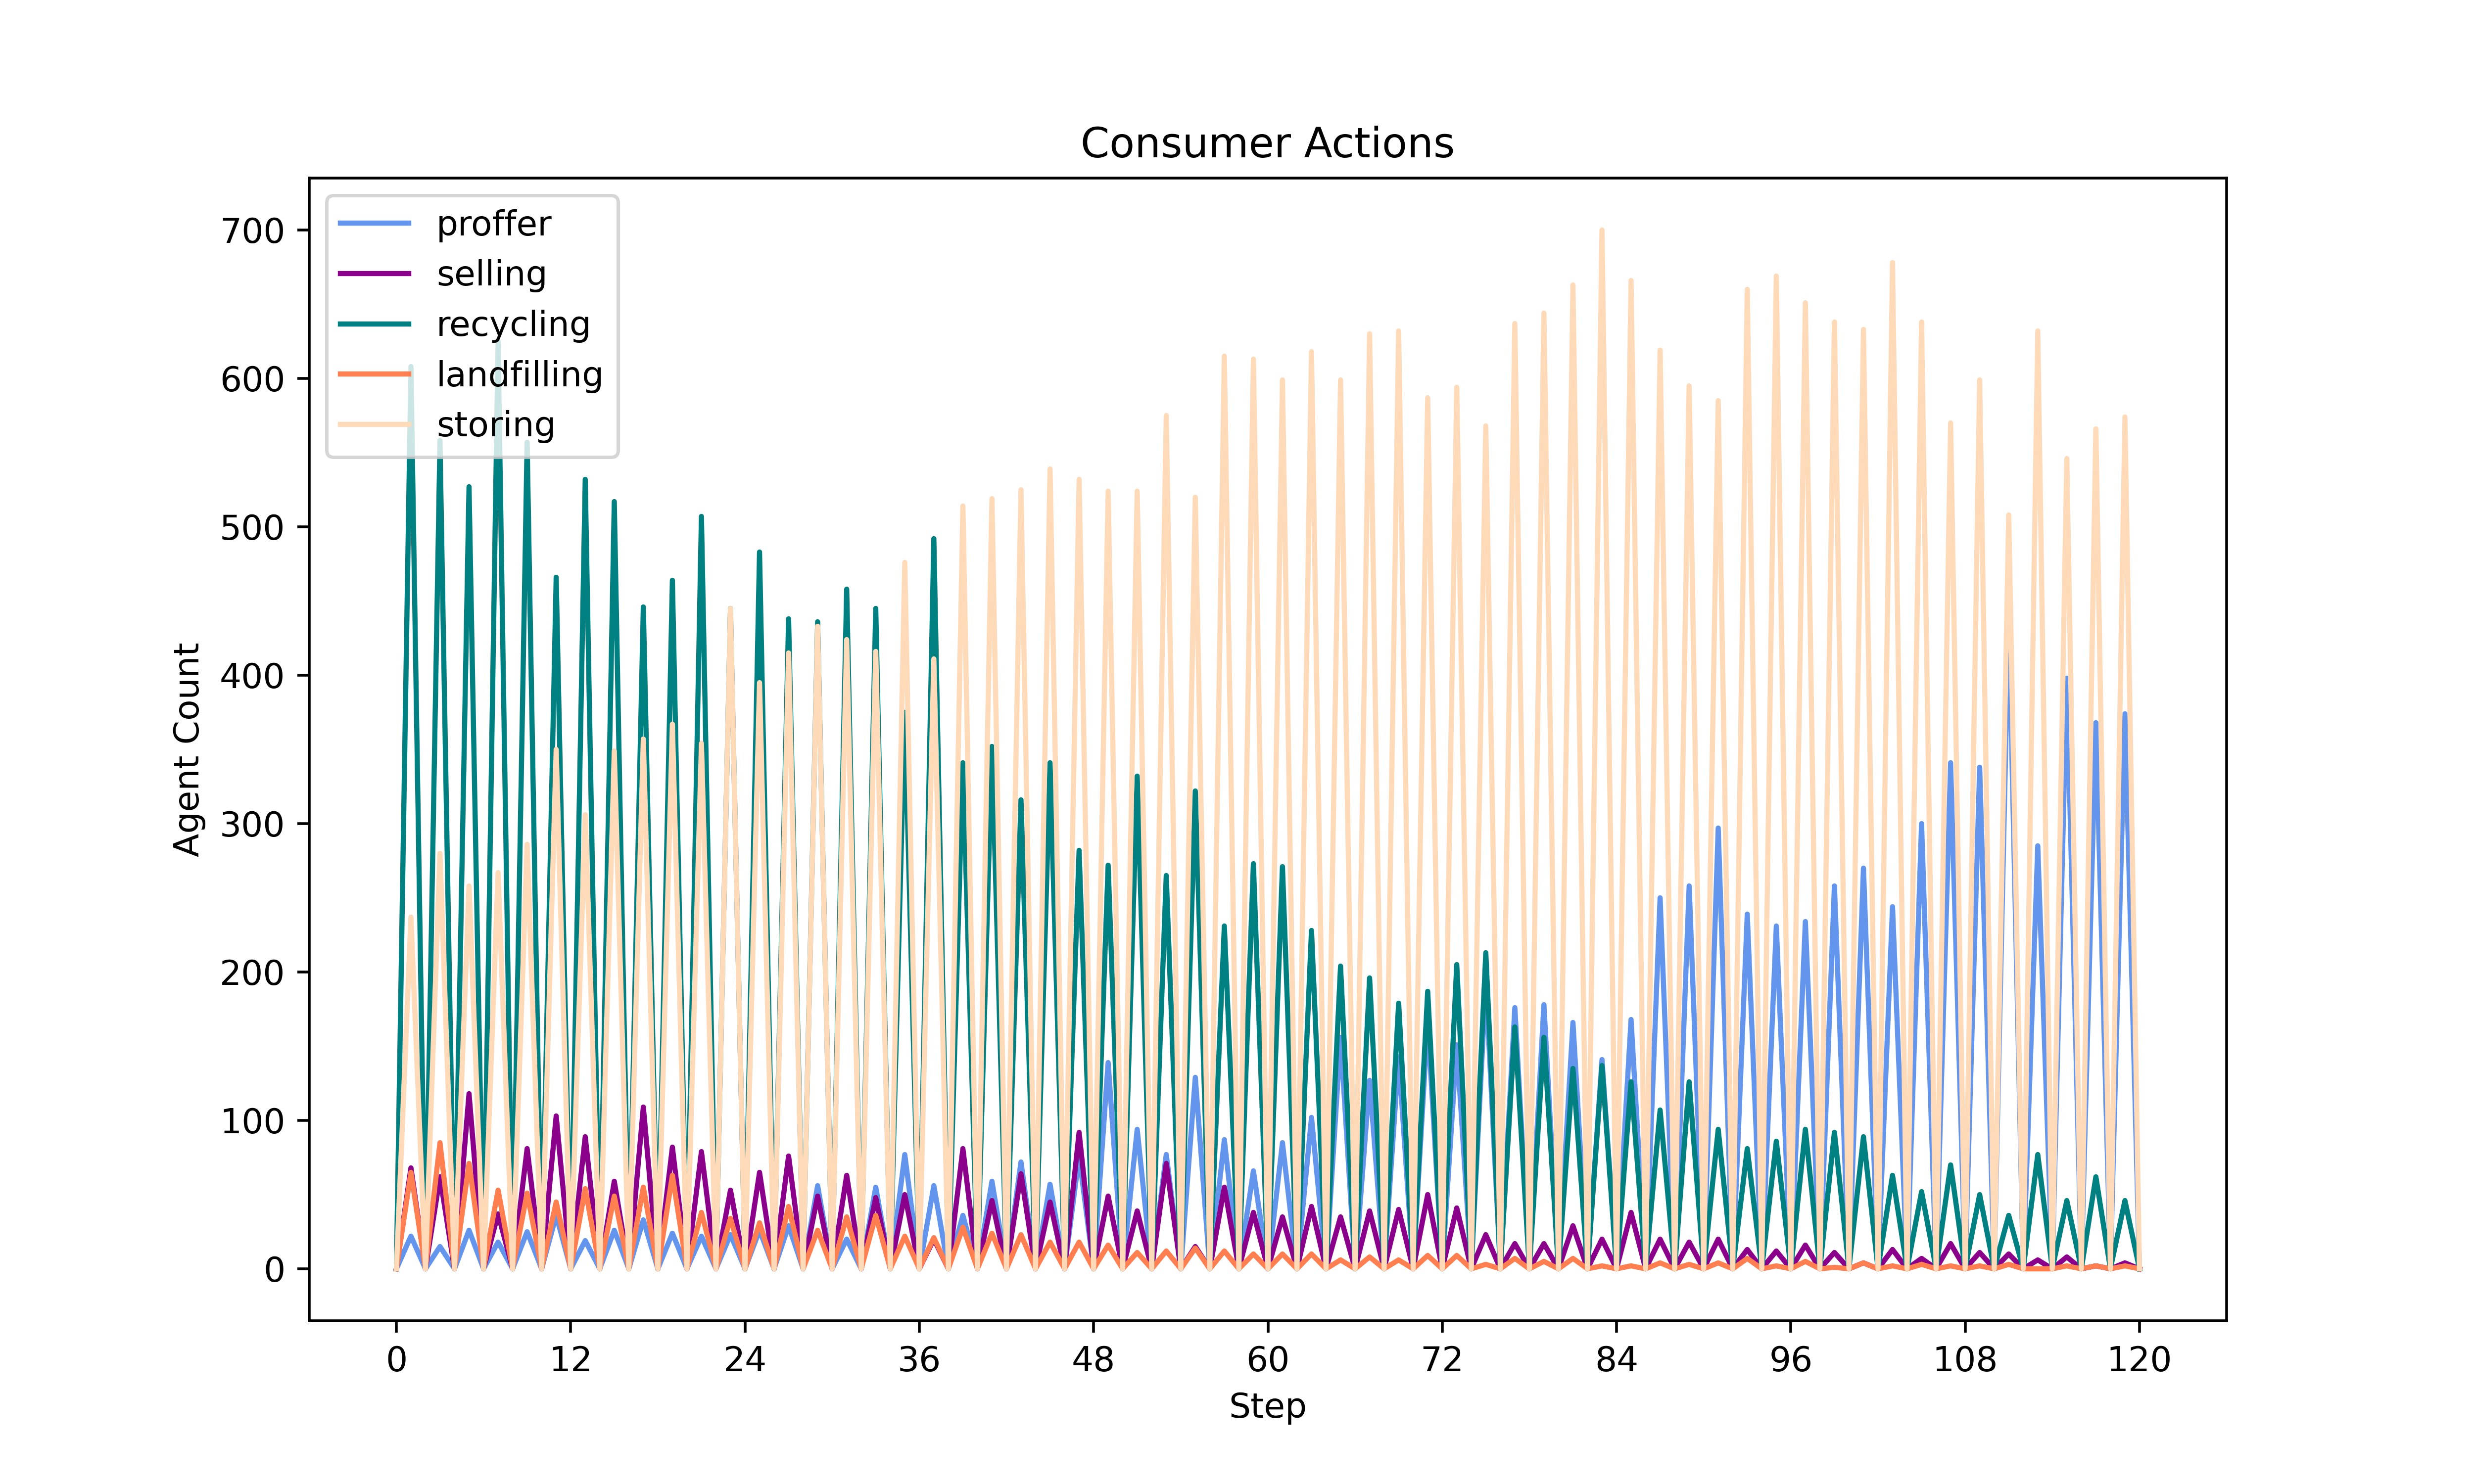 Consumer Actions
proffer
selling
recycling
landfilling
storing
700
600
500
400
300
200
100
0
Agent Count
0 12 24 36 48 60 72 84 96 108 120
Step